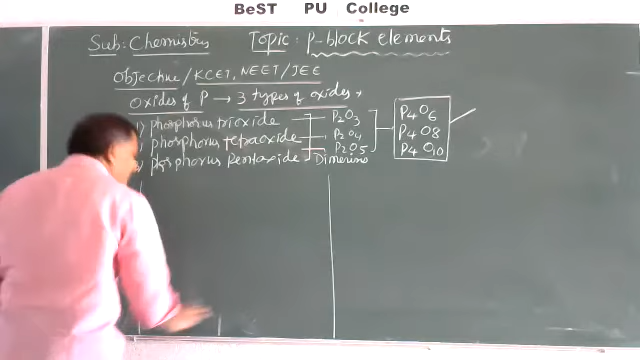 BeST PU College
Sub: Chemistry Topic: P-block elements
Objective/KCET, NEET/JEE
Oxides of P → 3 types of oxides,
phosphorus trioxide P2O3 P4O6
phosphorus tetraoxide P2O4 P4O8
phosphorus Pentaoxide P2O5 P4O10